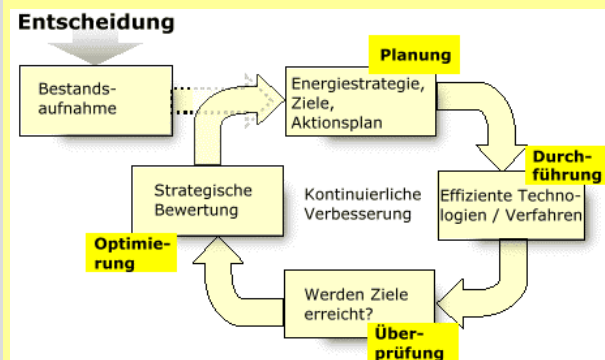 Entscheidung
Bestands-
aufnahme
Planung
Energiestrategie,
Ziele,
Aktionsplan
Durch-
führung
Effiziente Techno-
logien / Verfahren
Kontinuierliche
Verbesserung
Strategische
Bewertung
Optimie-
rung
Werden Ziele
erreicht?
Über-
prüfung